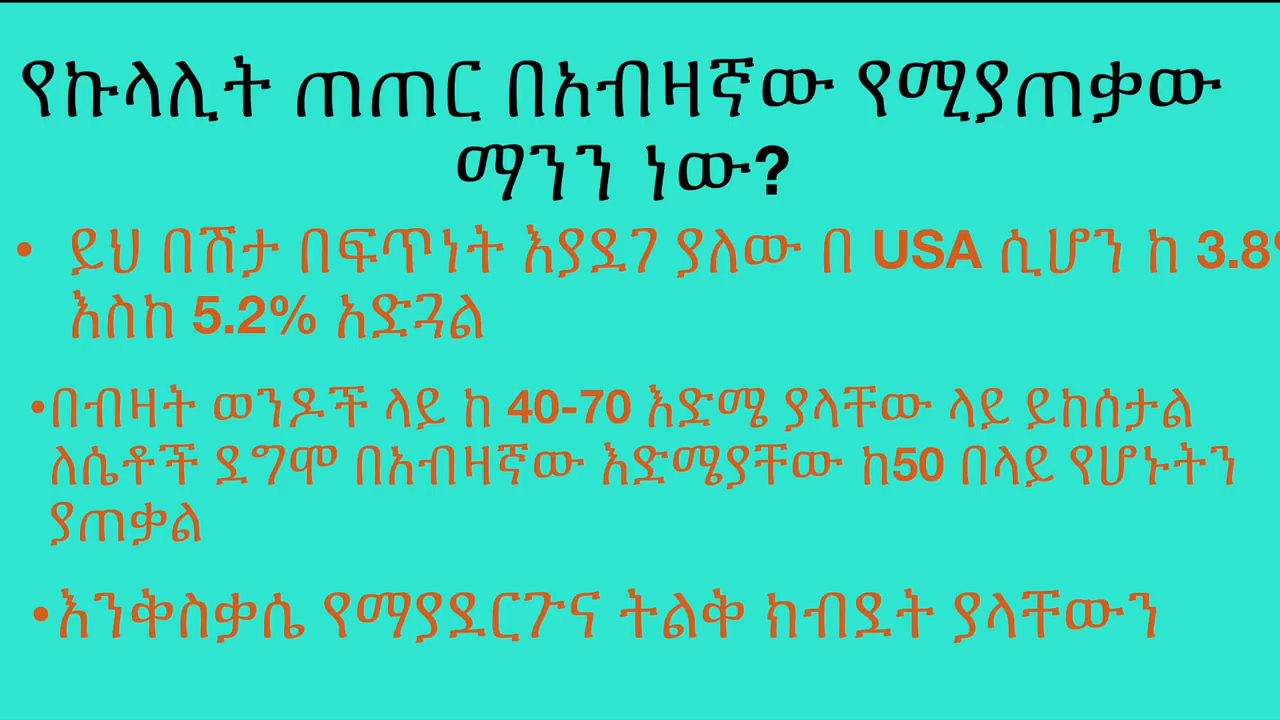 የኩላሊት ጠጠር በአብዛኛው የሚያጠቃው
ማንን ነው?
• ይህ በሽታ በፍጥነት እያደገ ያለው በ USA ሲሆን ከ 3.8%
እስከ 5.2% አድጓል
•በብዛት ወንዶች ላይ ከ 40-70 እድሜ ያላቸው ላይ ይከሰታል
ለሴቶች ደግሞ በአብዛኛው እድሜያቸው ከ50 በላይ የሆኑትን
ያጠቃል
•እንቅስቃሴ የማያደርጉና ትልቅ ክብደት ያላቸውን